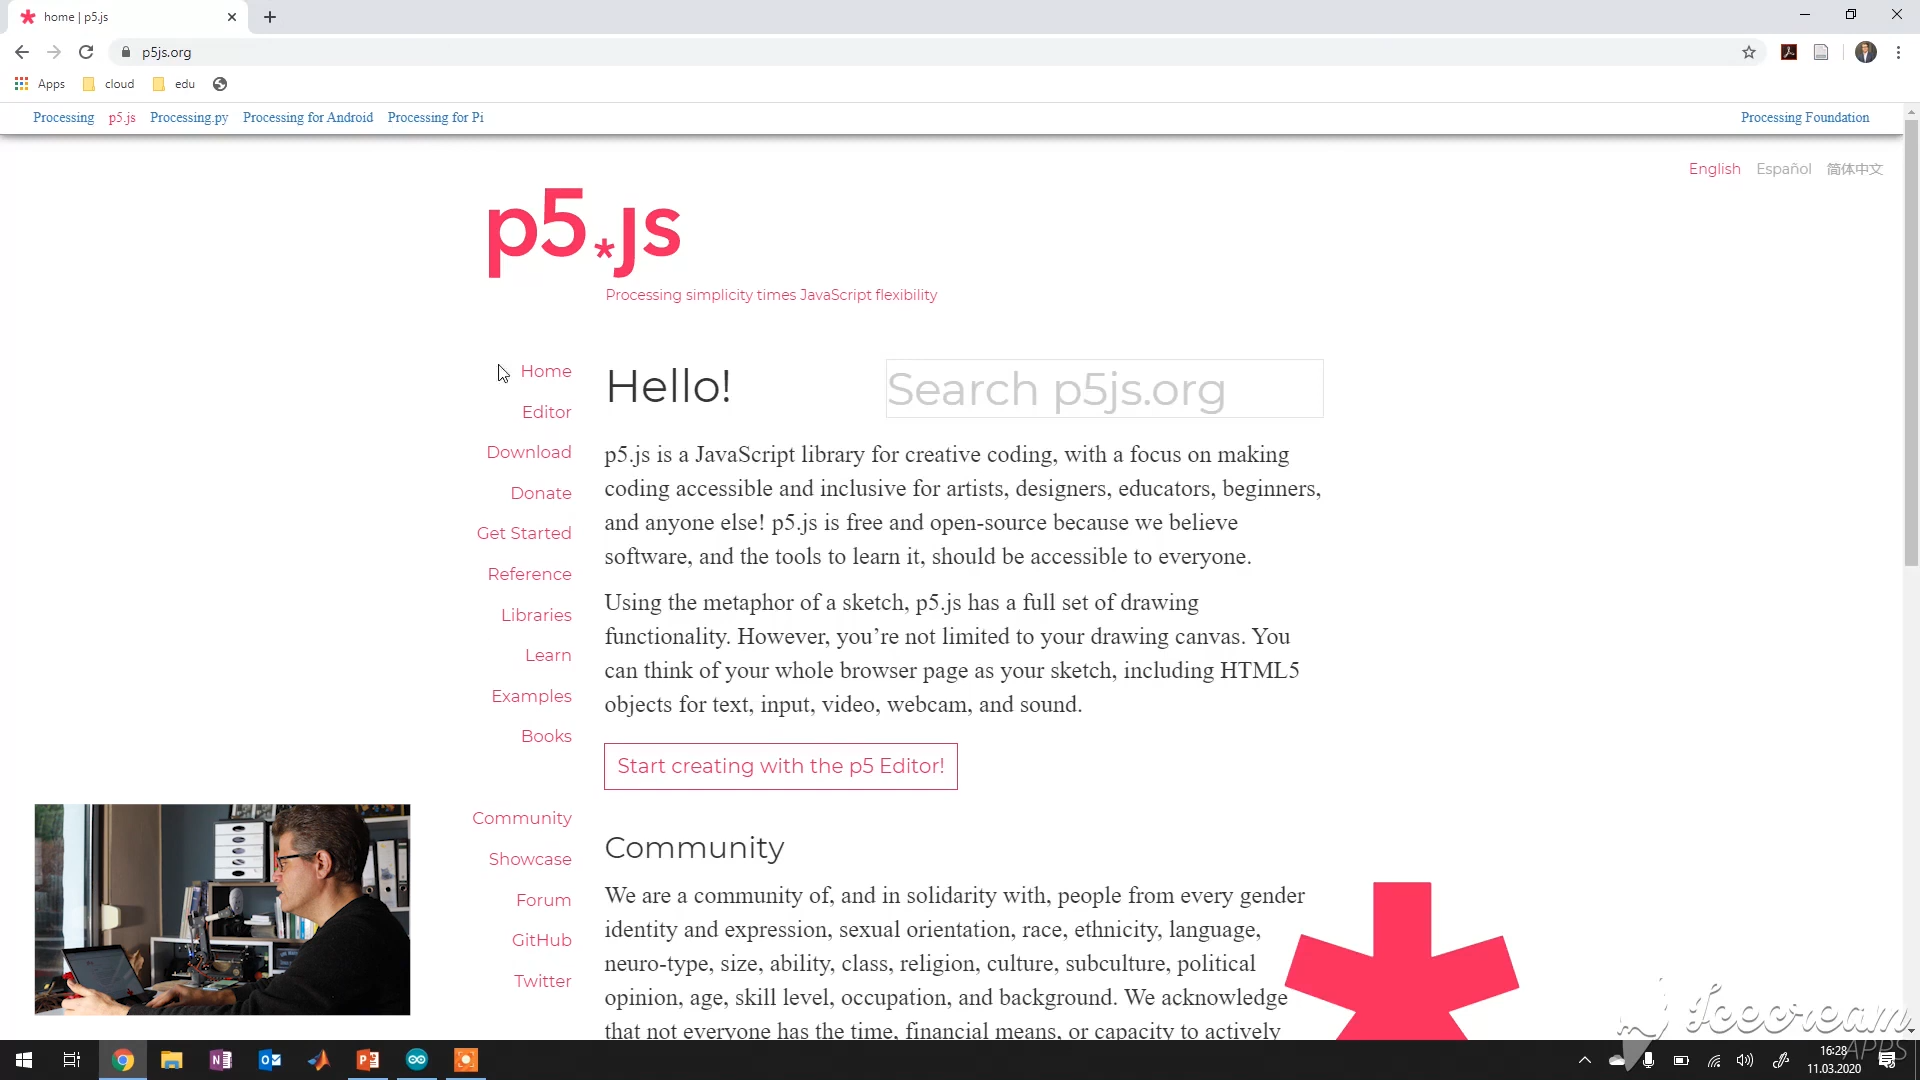 home | p5.js
p5js.org
Apps cloud edu
Processing p5.js Processing.py Processing for Android Processing for Pi Processing Foundation
English Español 简体中文
p5*js
Processing simplicity times JavaScript flexibility
Home
Editor
Download
Donate
Get Started
Reference
Libraries
Learn
Examples
Books
Community
Showcase
Forum
GitHub
Twitter
Hello!
Search p5js.org
p5.js is a JavaScript library for creative coding, with a focus on making
coding accessible and inclusive for artists, designers, educators, beginners,
and anyone else! p5.js is free and open-source because we believe
software, and the tools to learn it, should be accessible to everyone.
Using the metaphor of a sketch, p5.js has a full set of drawing
functionality. However, you’re not limited to your drawing canvas. You
can think of your whole browser page as your sketch, including HTML5
objects for text, input, video, webcam, and sound.
Start creating with the p5 Editor!
Community
We are a community of, and in solidarity with, people from every gender
identity and expression, sexual orientation, race, ethnicity, language,
neuro-type, size, ability, class, religion, culture, subculture, political
opinion, age, skill level, occupation, and background. We acknowledge
that not everyone has the time, financial means, or capacity to actively
Icecream
APPS
16:28
11.03.2020